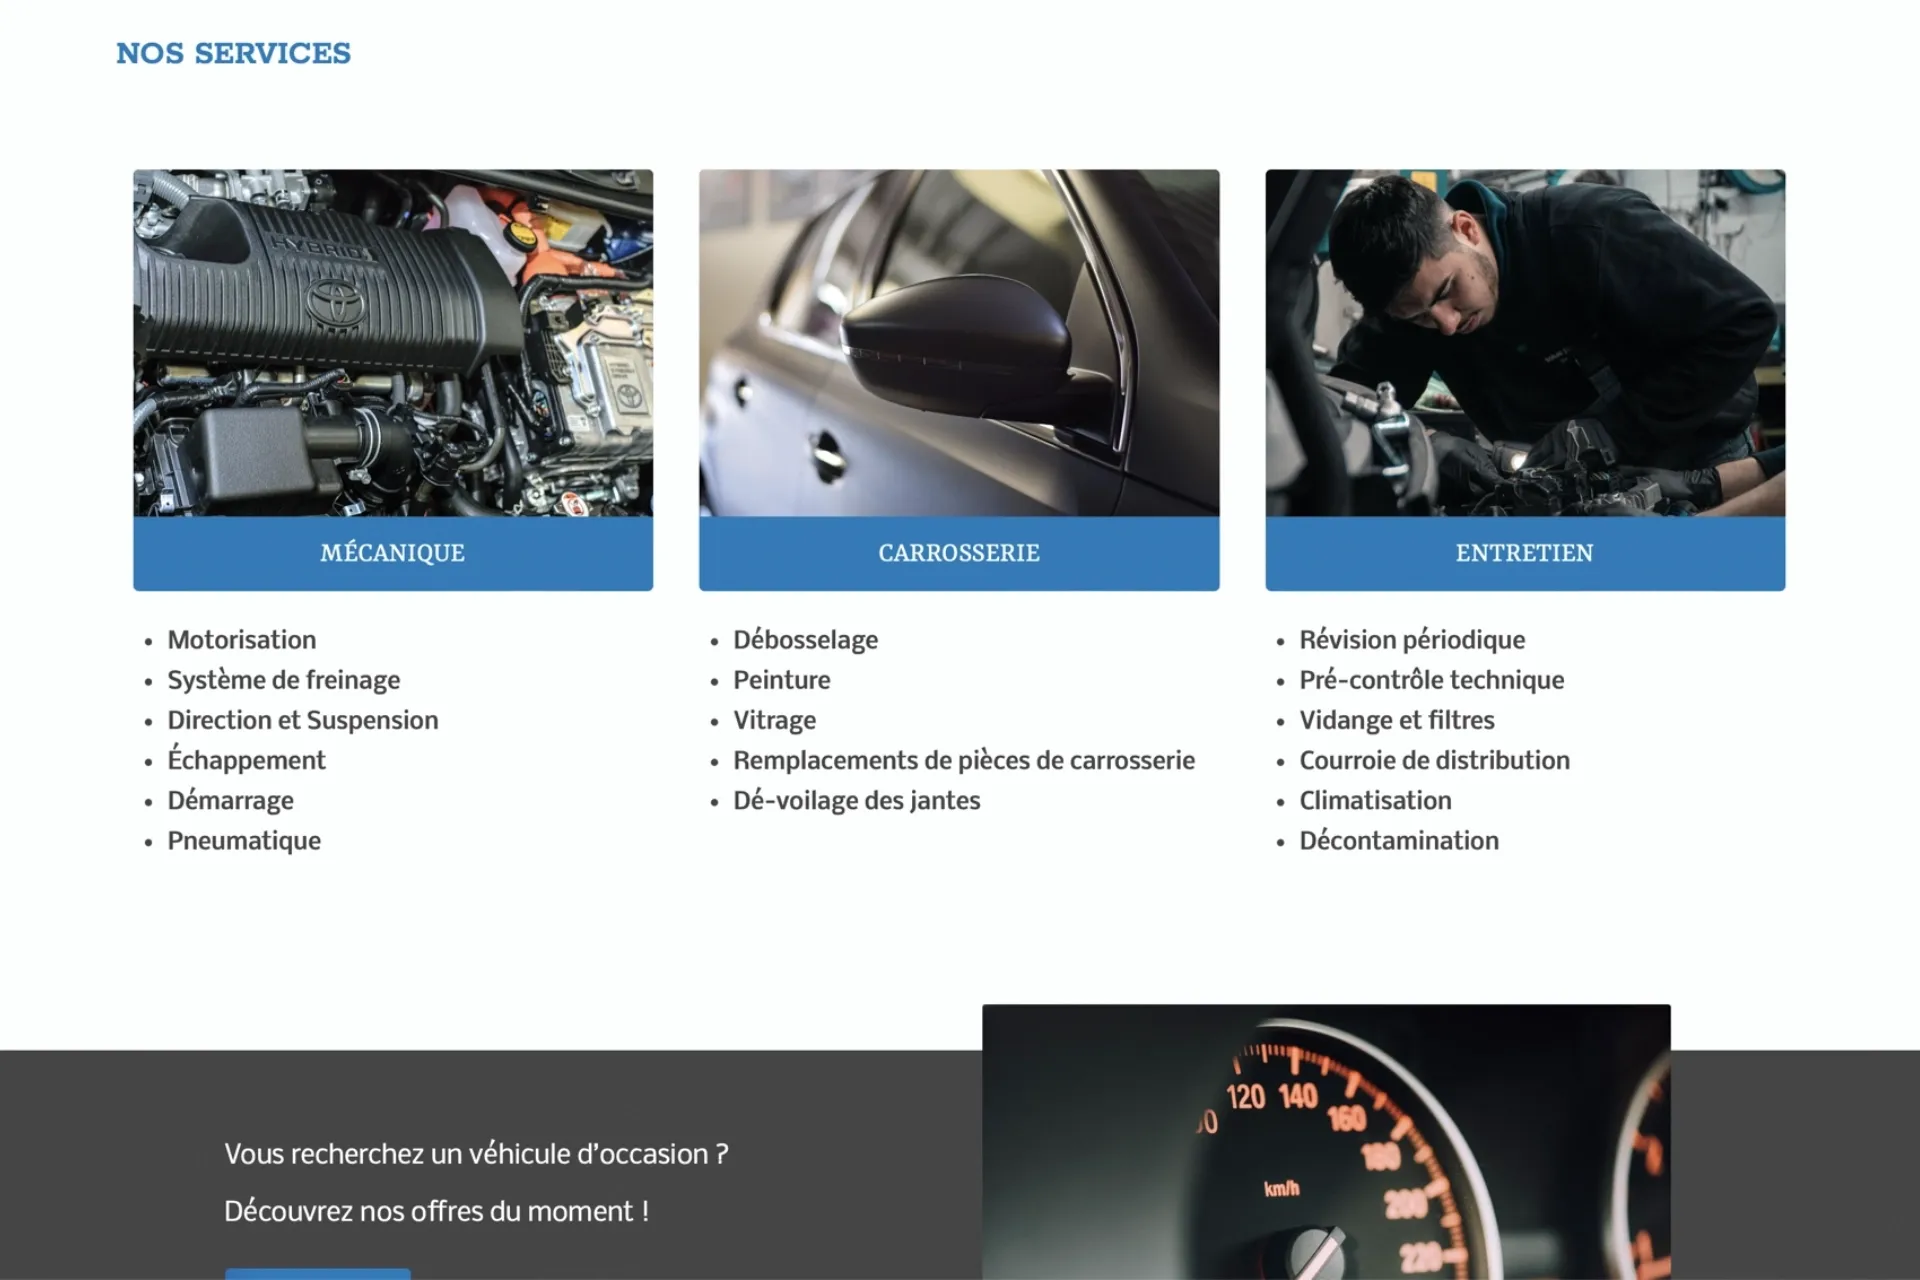 NOS SERVICES
HYBRID
MÉCANIQUE
Motorisation
Système de freinage
Direction et Suspension
Échappement
Démarrage
Pneumatique
CARROSSERIE
Débosselage
Peinture
Vitrage
Remplacements de pièces de carrosserie
Dé-voilage des jantes
ENTRETIEN
Révision périodique
Pré-contrôle technique
Vidange et filtres
Courroie de distribution
Climatisation
Décontamination
Vous recherchez un véhicule d'occasion ?
Découvrez nos offres du moment !
120 140
160
180
200
220
km/h